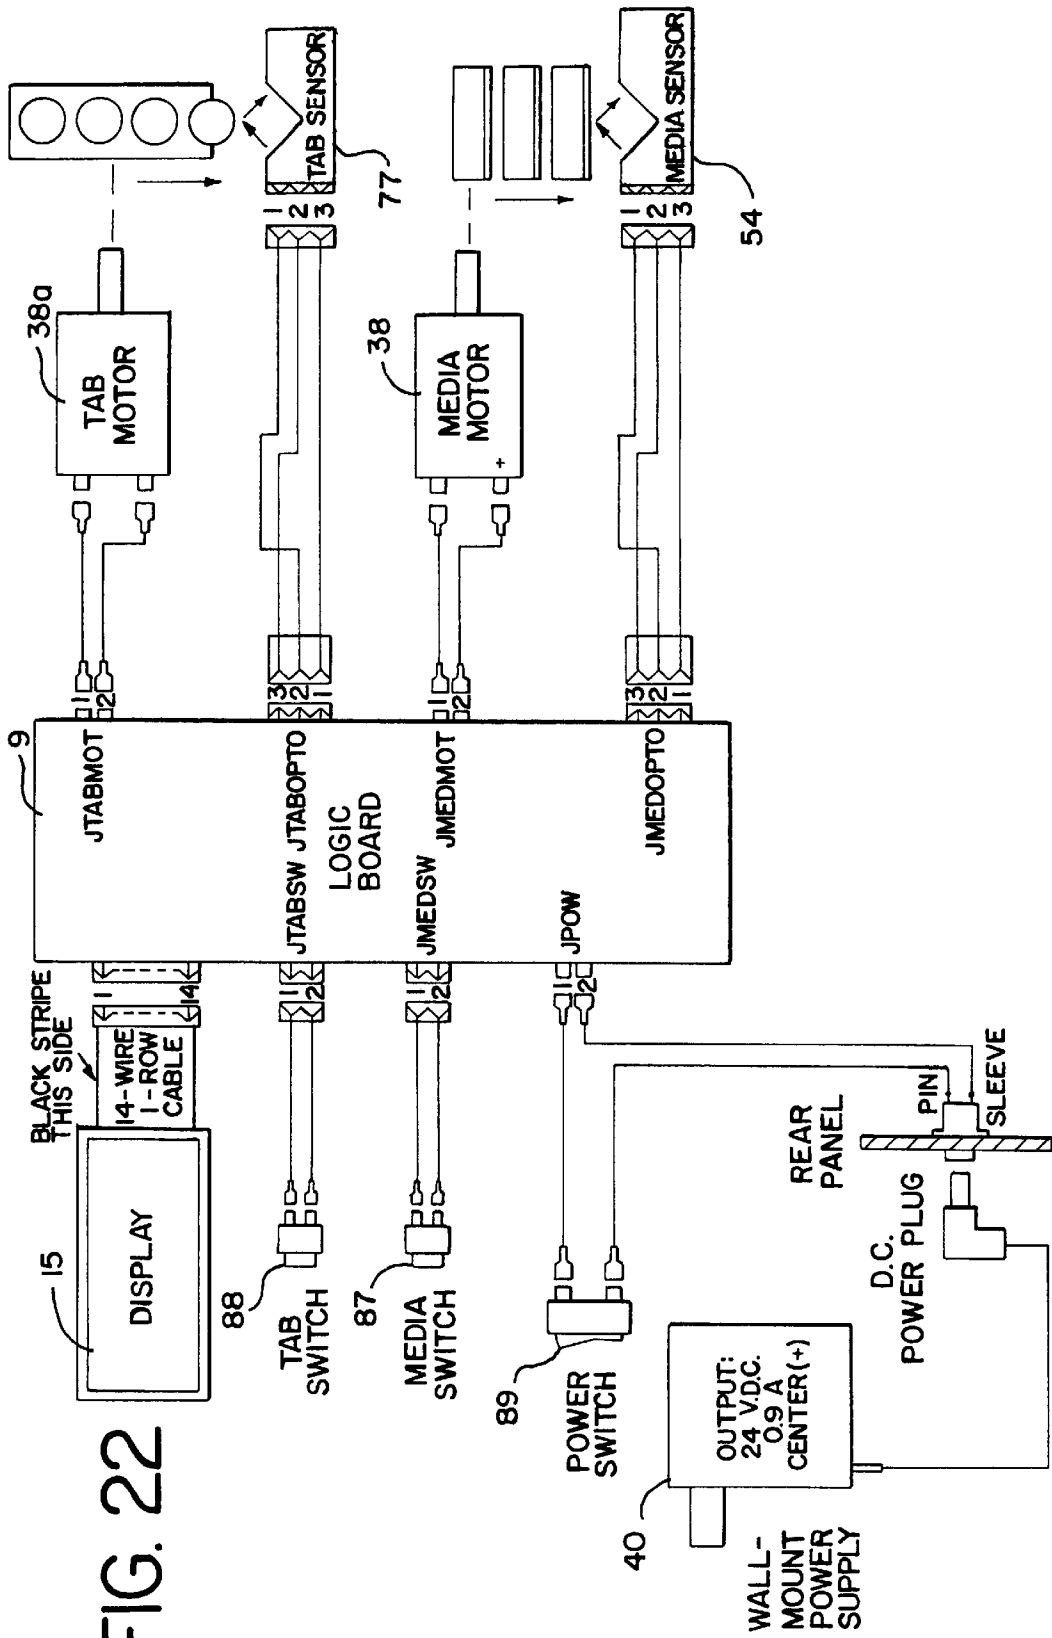 FIG. 22
15
DISPLAY
BLACK STRIPE
THIS SIDE
14-WIRE
1-ROW
CABLE
1
14
9
JTABMOT
1
2
38a
TAB
MOTOR
88
TAB
SWITCH
1
2
JTABSW JTABOPTO
3
2
1
1
2
3
TAB SENSOR
77
LOGIC
BOARD
87
MEDIA
SWITCH
1
2
JMEDSW
JMEDMOT
1
2
38
MEDIA
MOTOR
+
89
POWER
SWITCH
1
2
JPOW
JMEDOPTO
3
2
1
1
2
3
MEDIA SENSOR
54
40
OUTPUT:
24 V.D.C.
0.9 A
CENTER(+)
WALL-
MOUNT
POWER
SUPPLY
D.C.
POWER PLUG
REAR
PANEL
PIN
SLEEVE